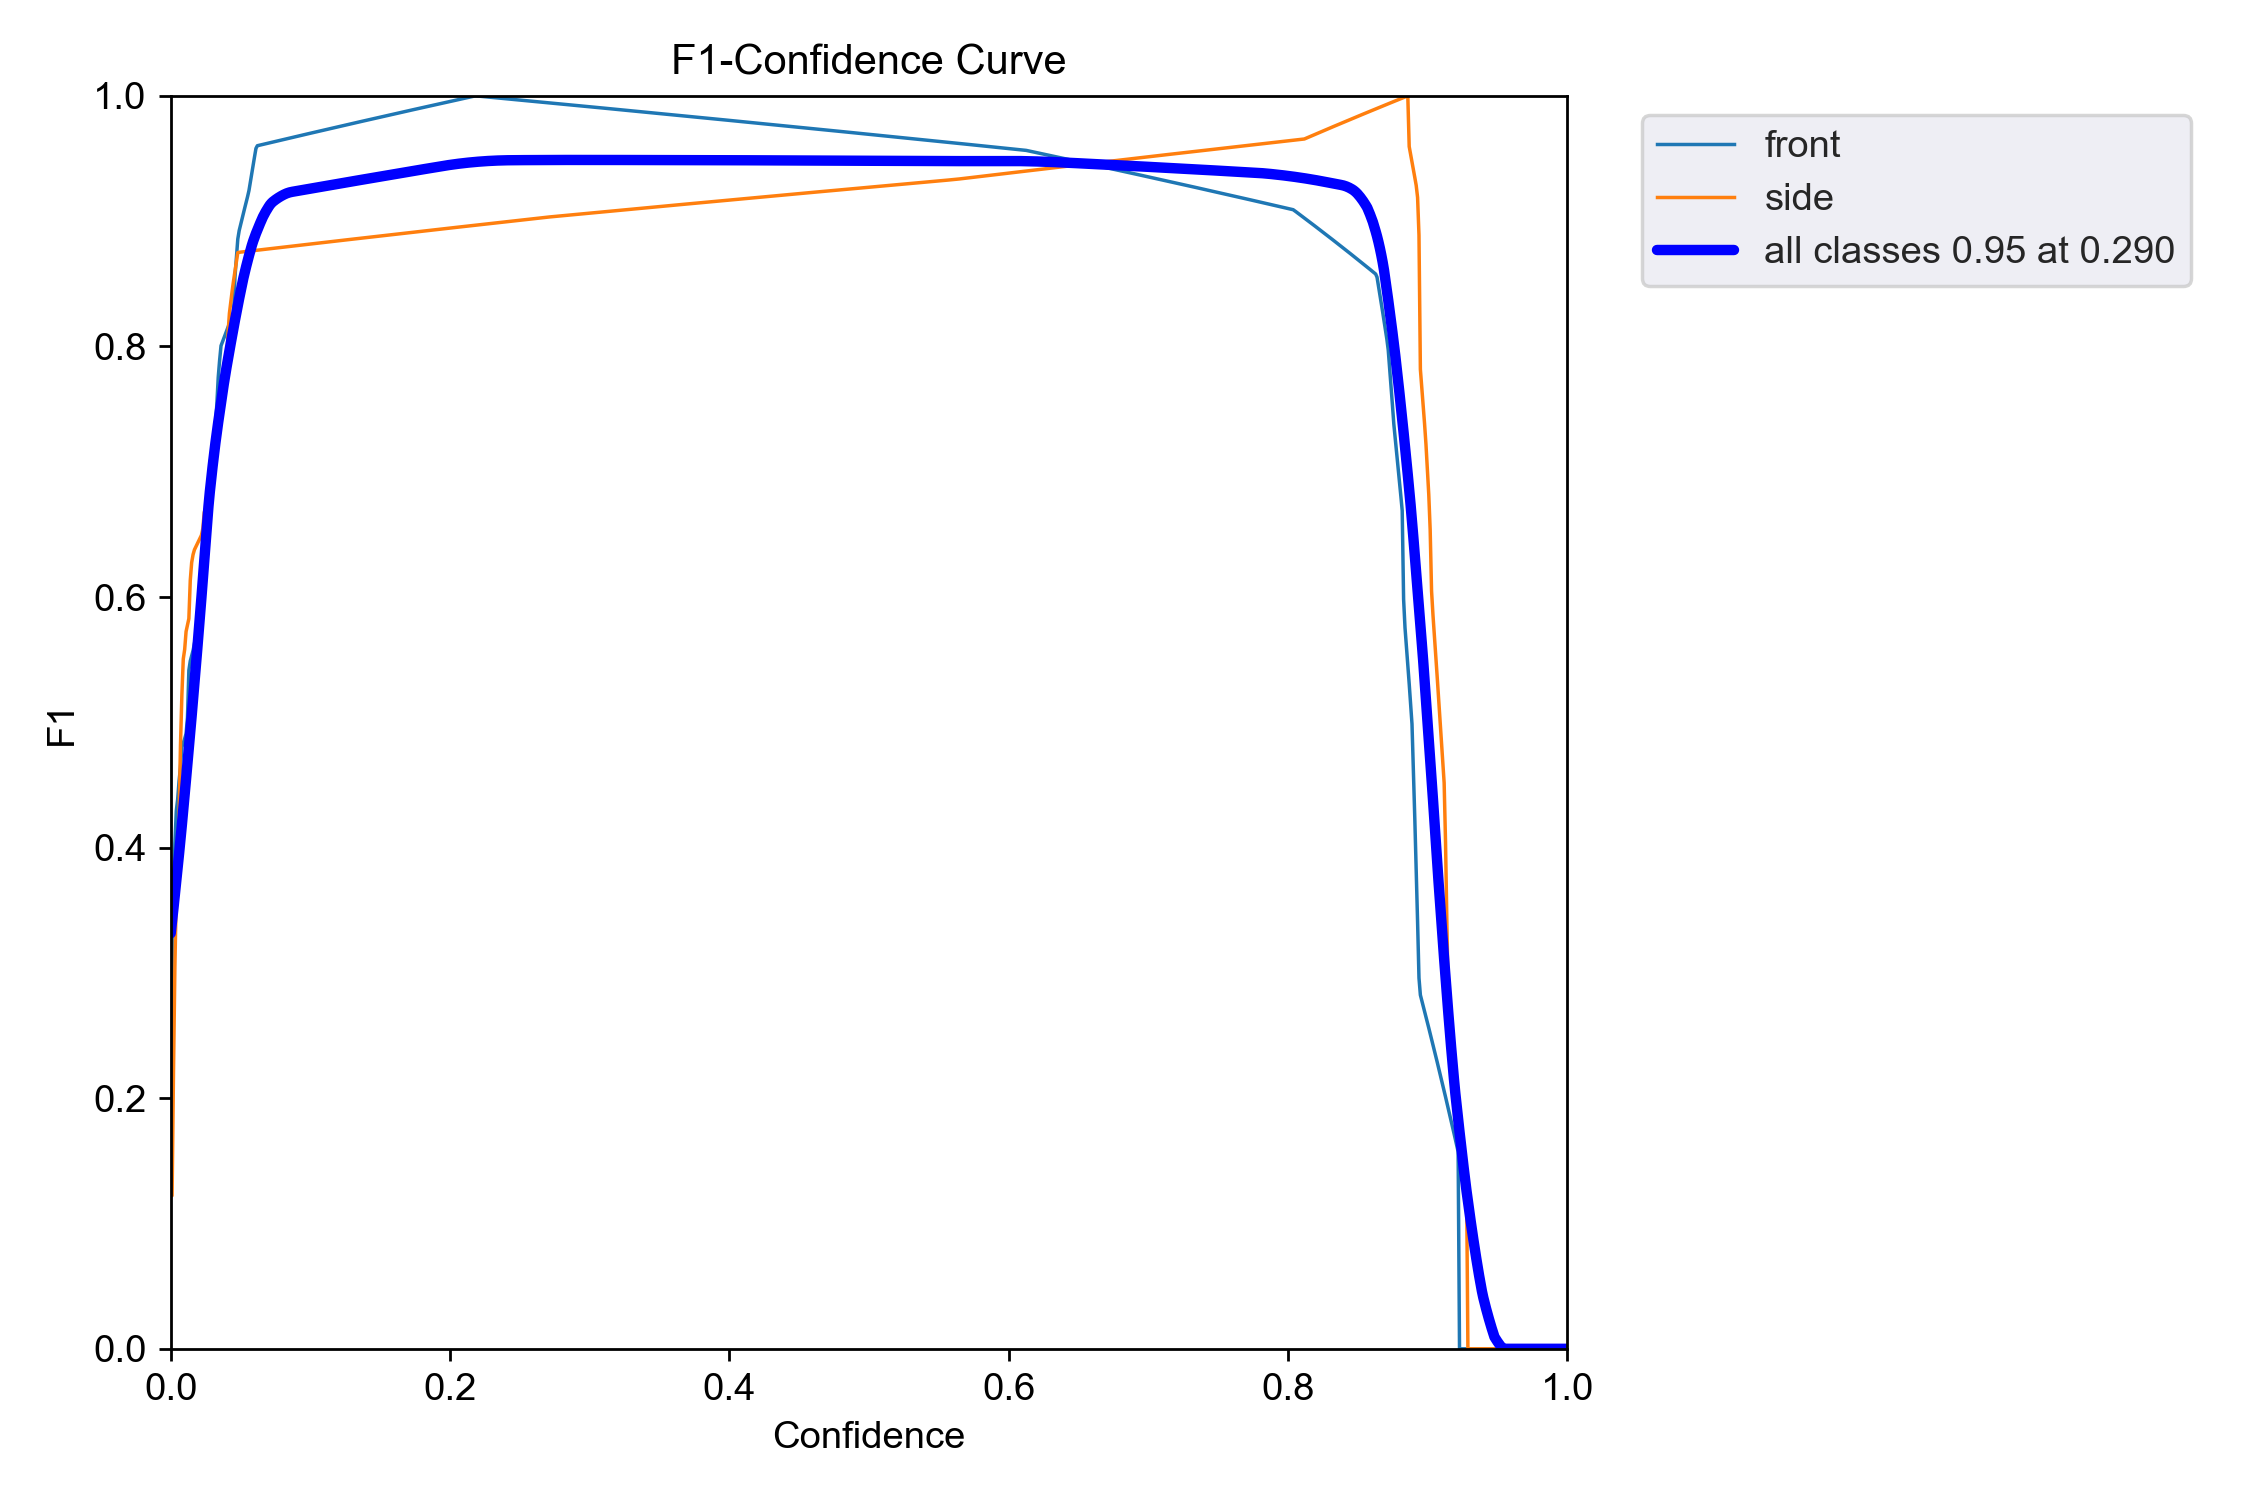 F1-Confidence Curve
1.0
0.8
0.6
0.4
0.2
0.0
F1
0.0 0.2 0.4 0.6 0.8 1.0
Confidence
front
side
all classes 0.95 at 0.290